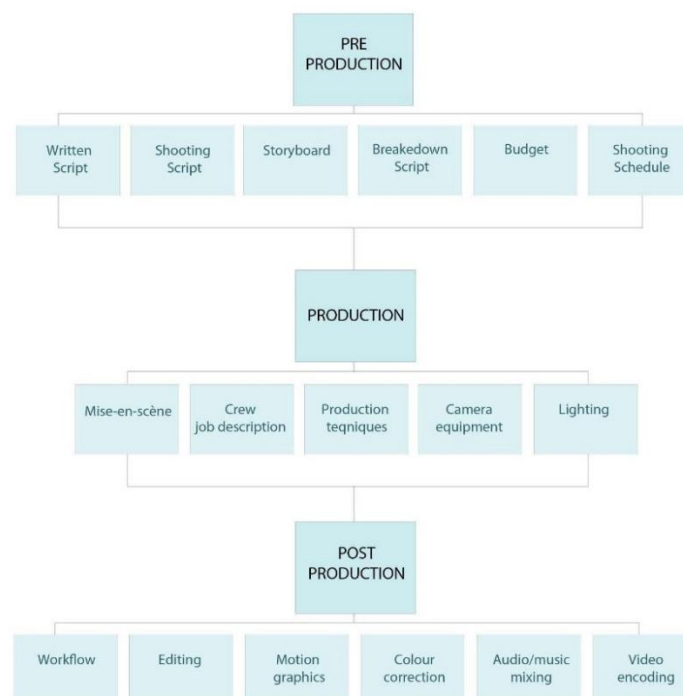 PRE
PRODUCTION
Written
Script
Shooting
Script
Storyboard
Breakedown
Script
Budget
Shooting
Schedule
PRODUCTION
Mise-en-scène
Crew
job description
Production
teqniques
Camera
equipment
Lighting
POST
PRODUCTION
Workflow
Editing
Motion
graphics
Colour
correction
Audio/music
mixing
Video
encoding